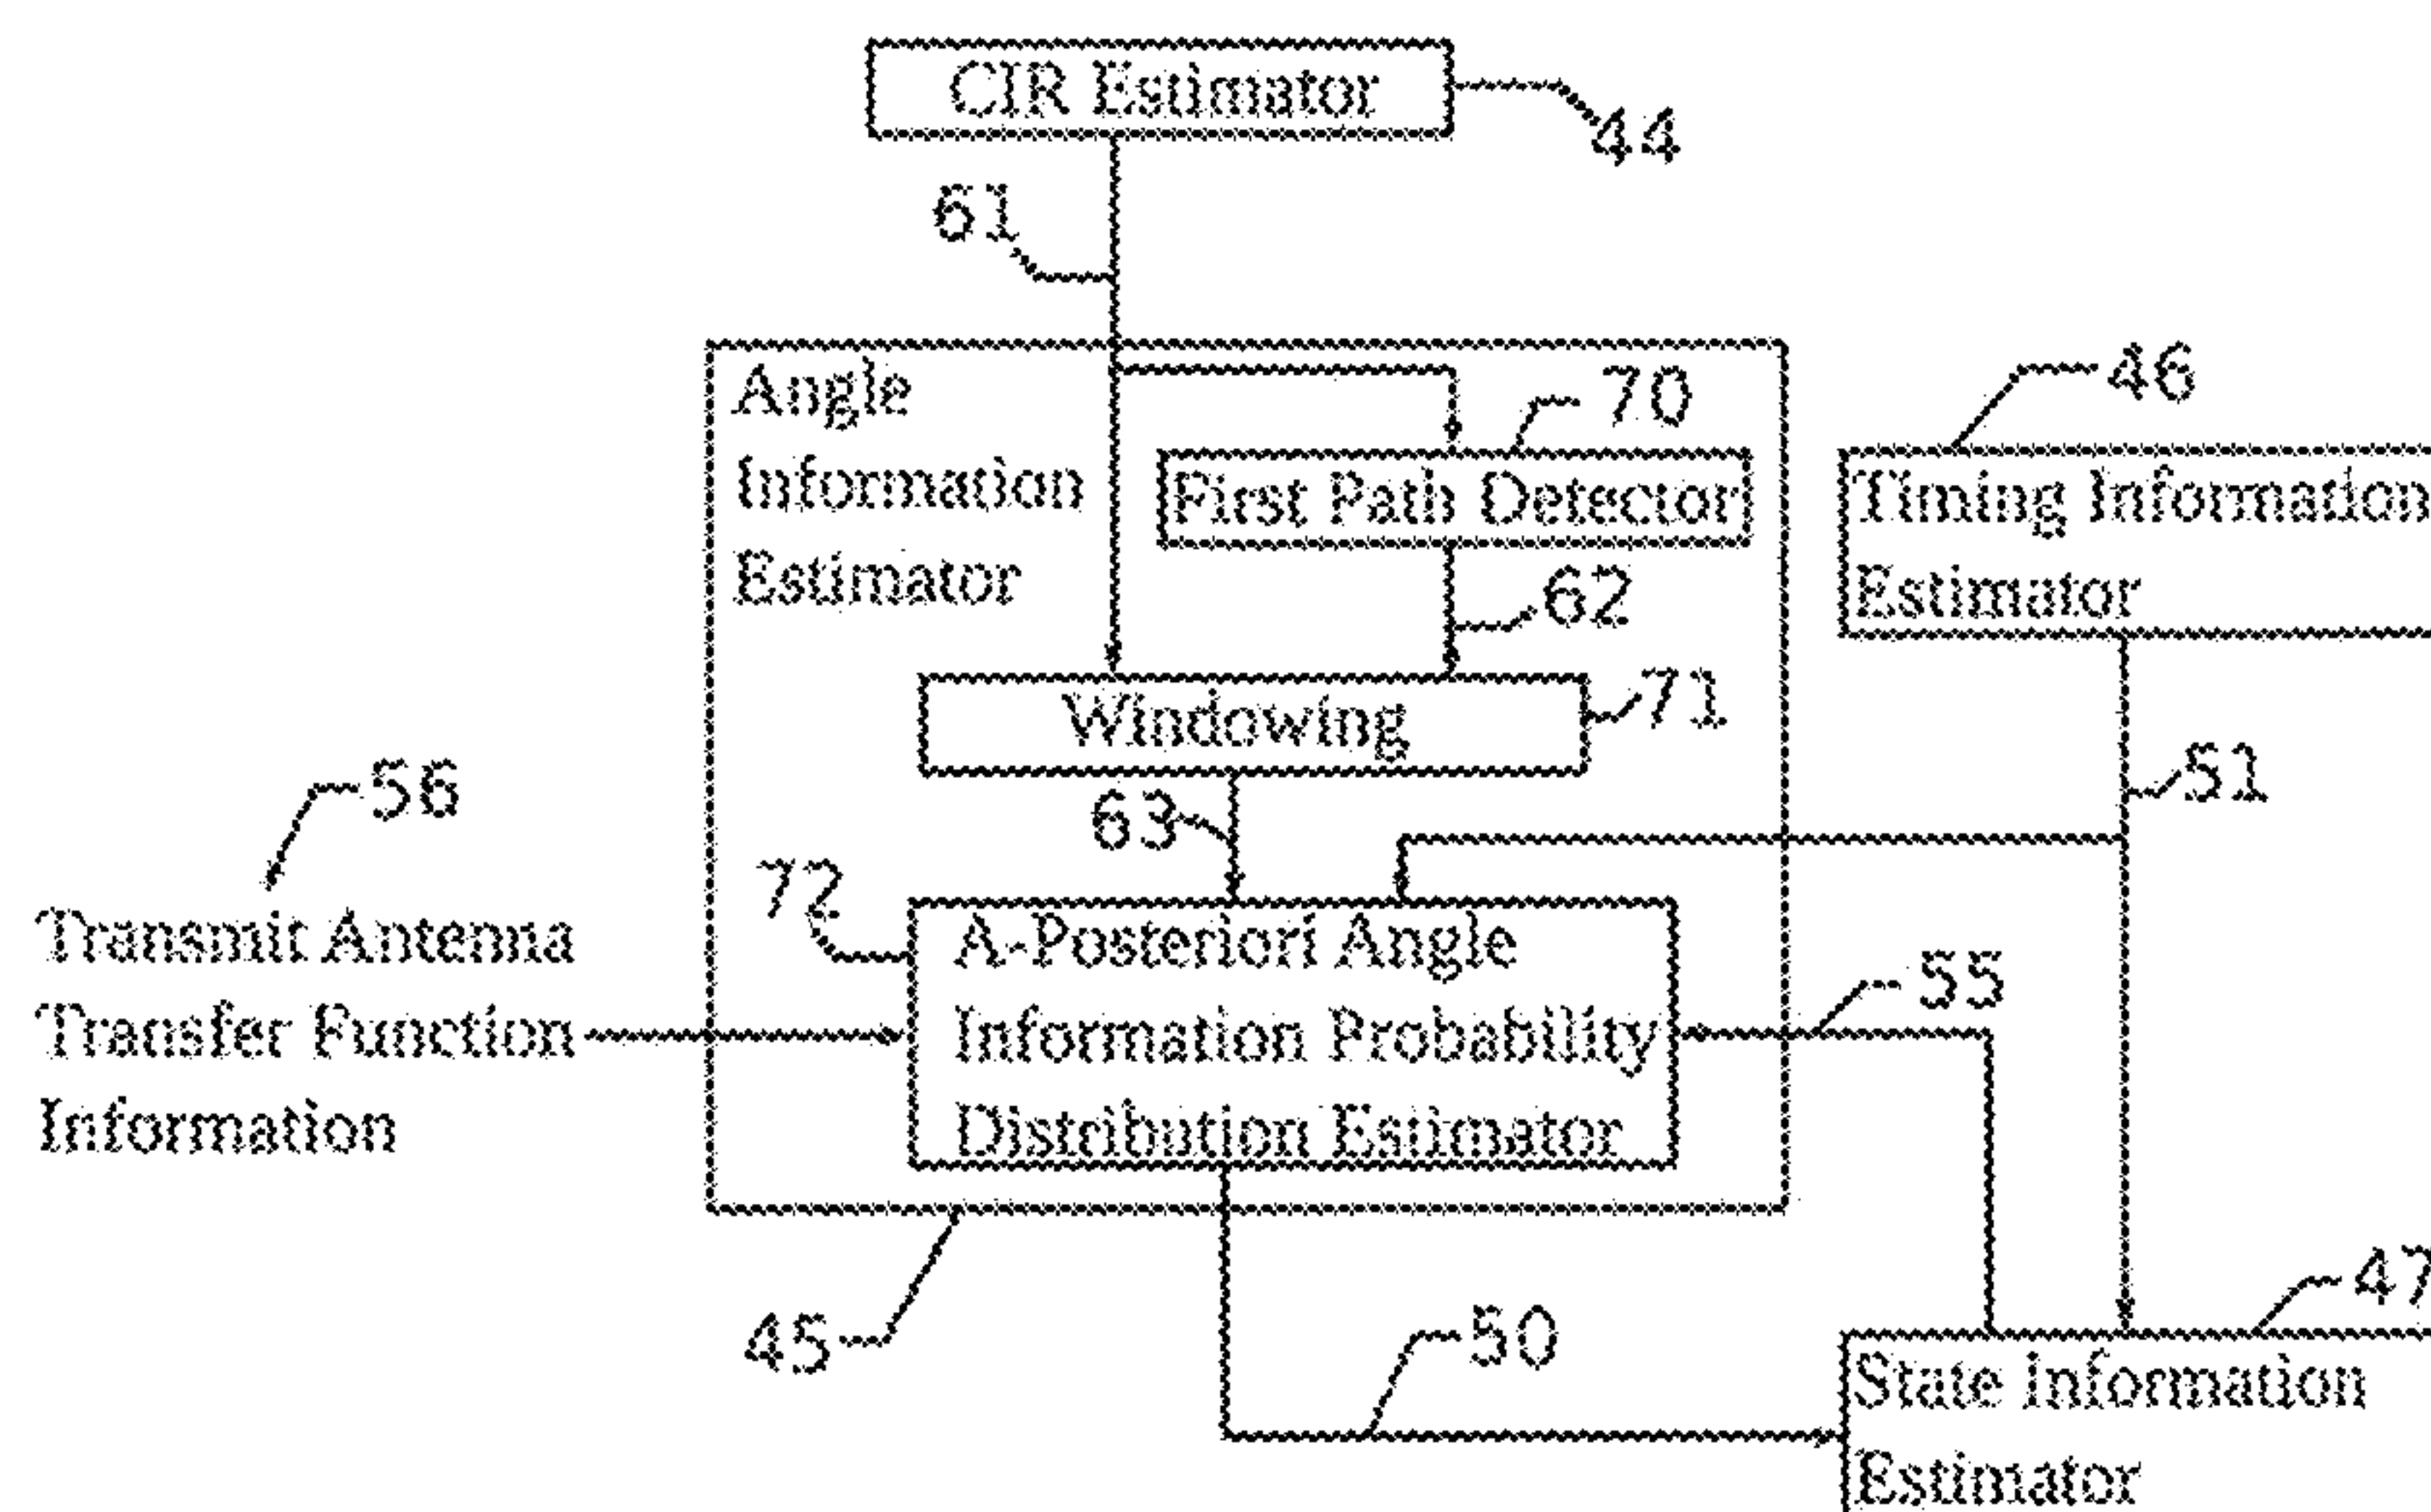 CIR Estimator
44
61
Angle
Information
Estimator
70
First Path Detector
46
Timing Information
Estimator
62
Windowing
71
51
63
56
Transmit Antenna
Transfer Function
Information
72
A-Posteriori Angle
Information Probability
Distribution Estimator
55
45
50
47
State Information
Estimator